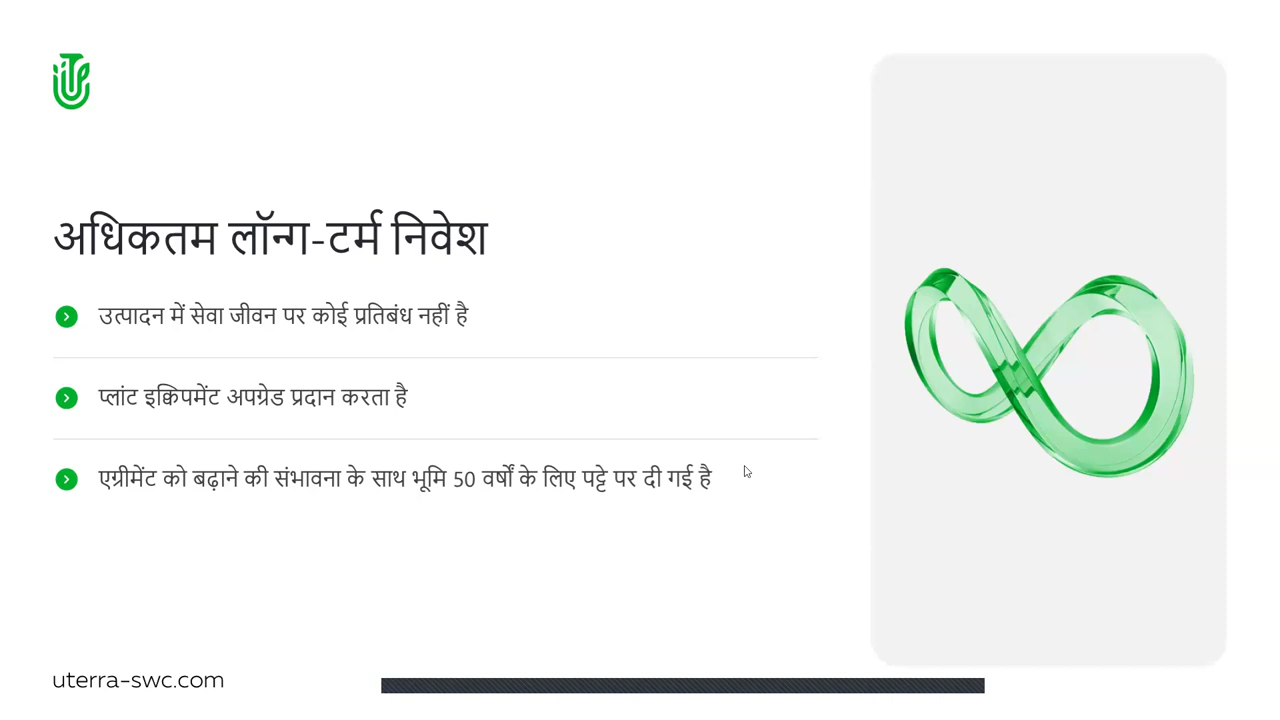 अधिकतम लॉन्ग-टर्म निवेश
उत्पादन में सेवा जीवन पर कोई प्रतिबंध नहीं है
प्लांट इक्विपमेंट अपग्रेड प्रदान करता है
एग्रीमेंट को बढ़ाने की संभावना के साथ भूमि 50 वर्षों के लिए पट्टे पर दी गई है
uterra-swc.com